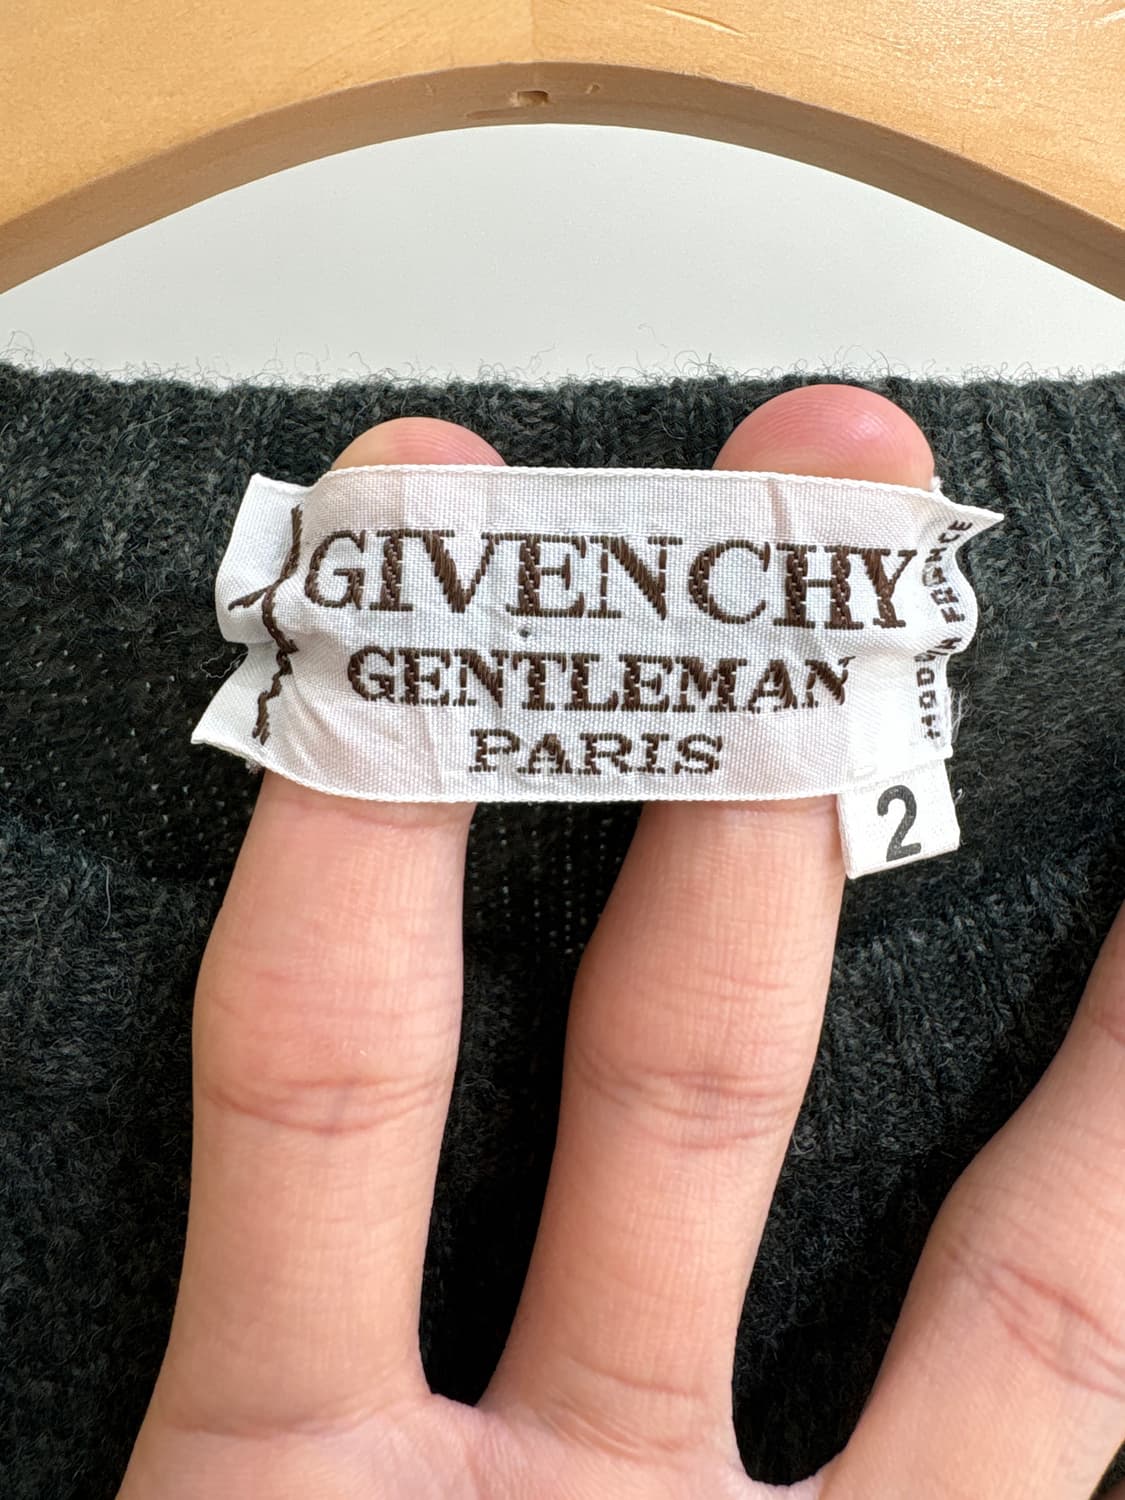 GIVENCHY
GENTLEMAN
PARIS
MADE IN FRANCE
2